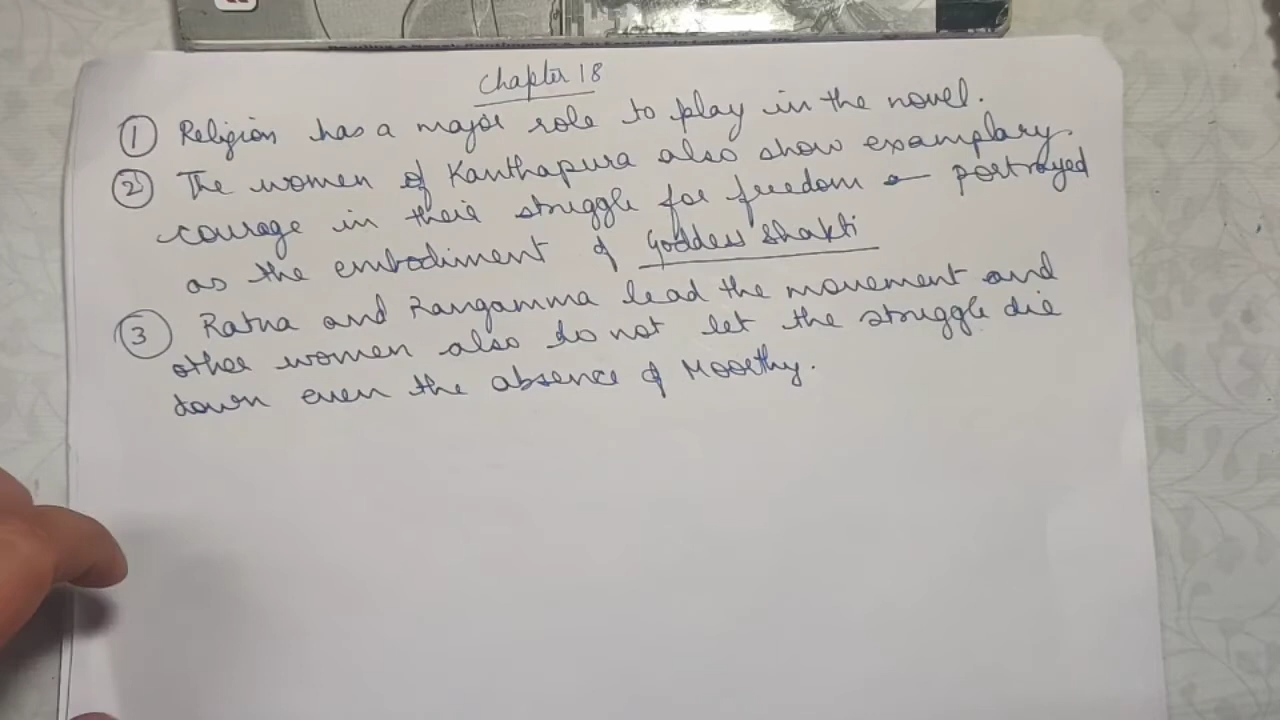 Chapter 18
① Religion has a major role to play in the novel.
② The women of Kanthapura also show examplary
courage in their struggle for freedom — portrayed
as the embodiment of Goddess Shakti
③ Ratna and Rangamma lead the movement and
other women also do not let the struggle die
down even the absence of Moorthy.